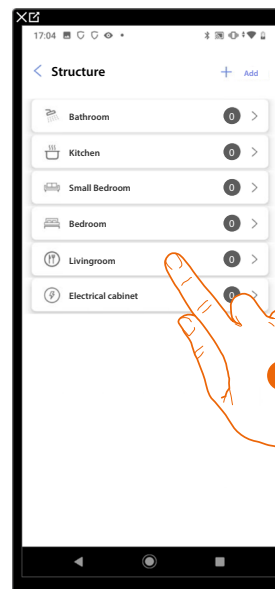 17:04
Structure
Add
Bathroom 0
Kitchen 0
Small Bedroom 0
Bedroom 0
Livingroom 0
Electrical cabinet 0